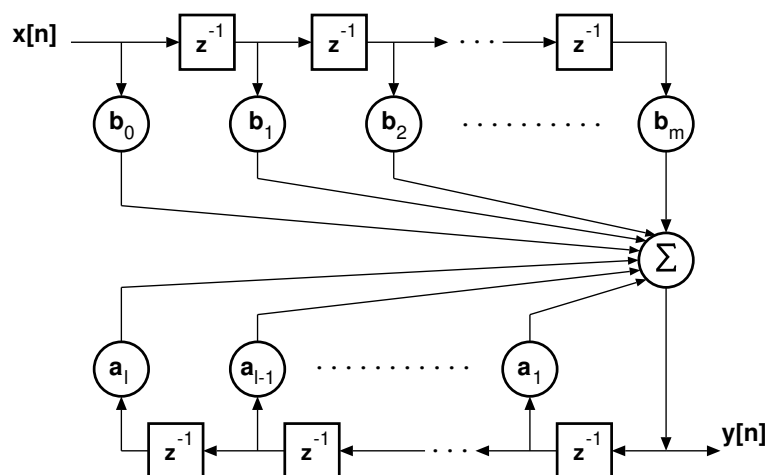 x[n] z⁻¹ z⁻¹ · · · z⁻¹
b₀ b₁ b₂ · · · · · · · · · · bₘ
Σ
aₗ aₗ₋₁ · · · · · · · · · · a₁
z⁻¹ z⁻¹ · · · z⁻¹ y[n]